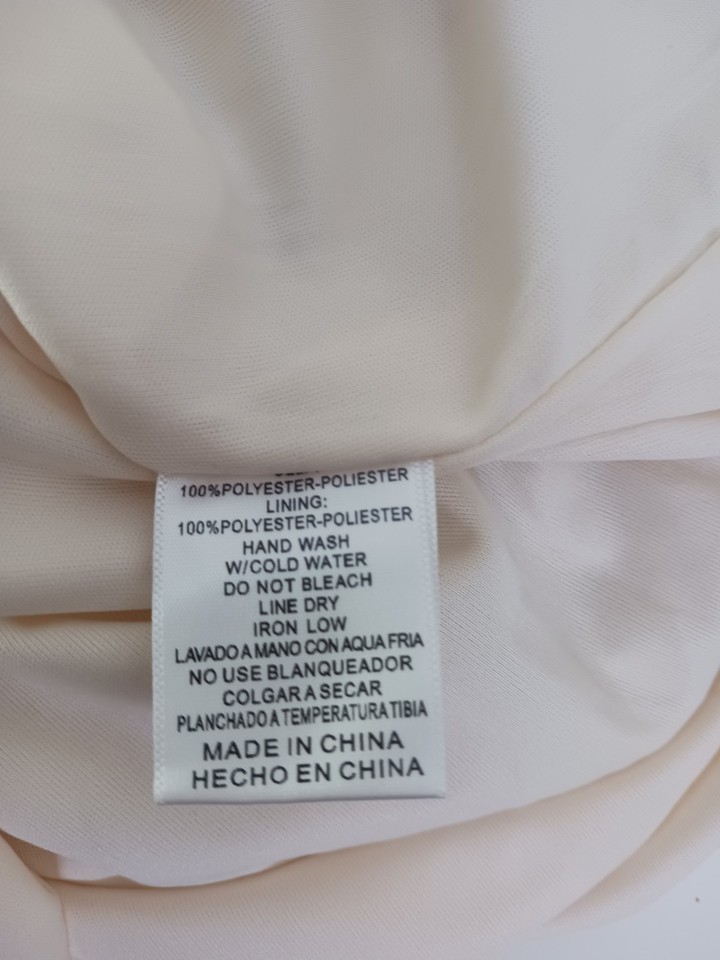 100%POLYESTER-POLIESTER
LINING:
100%POLYESTER-POLIESTER
HAND WASH
W/COLD WATER
DO NOT BLEACH
LINE DRY
IRON LOW
LAVADO A MANO CON AQUA FRIA
NO USE BLANQUEADOR
COLGAR A SECAR
PLANCHADO A TEMPERATURA TIBIA
MADE IN CHINA
HECHO EN CHINA